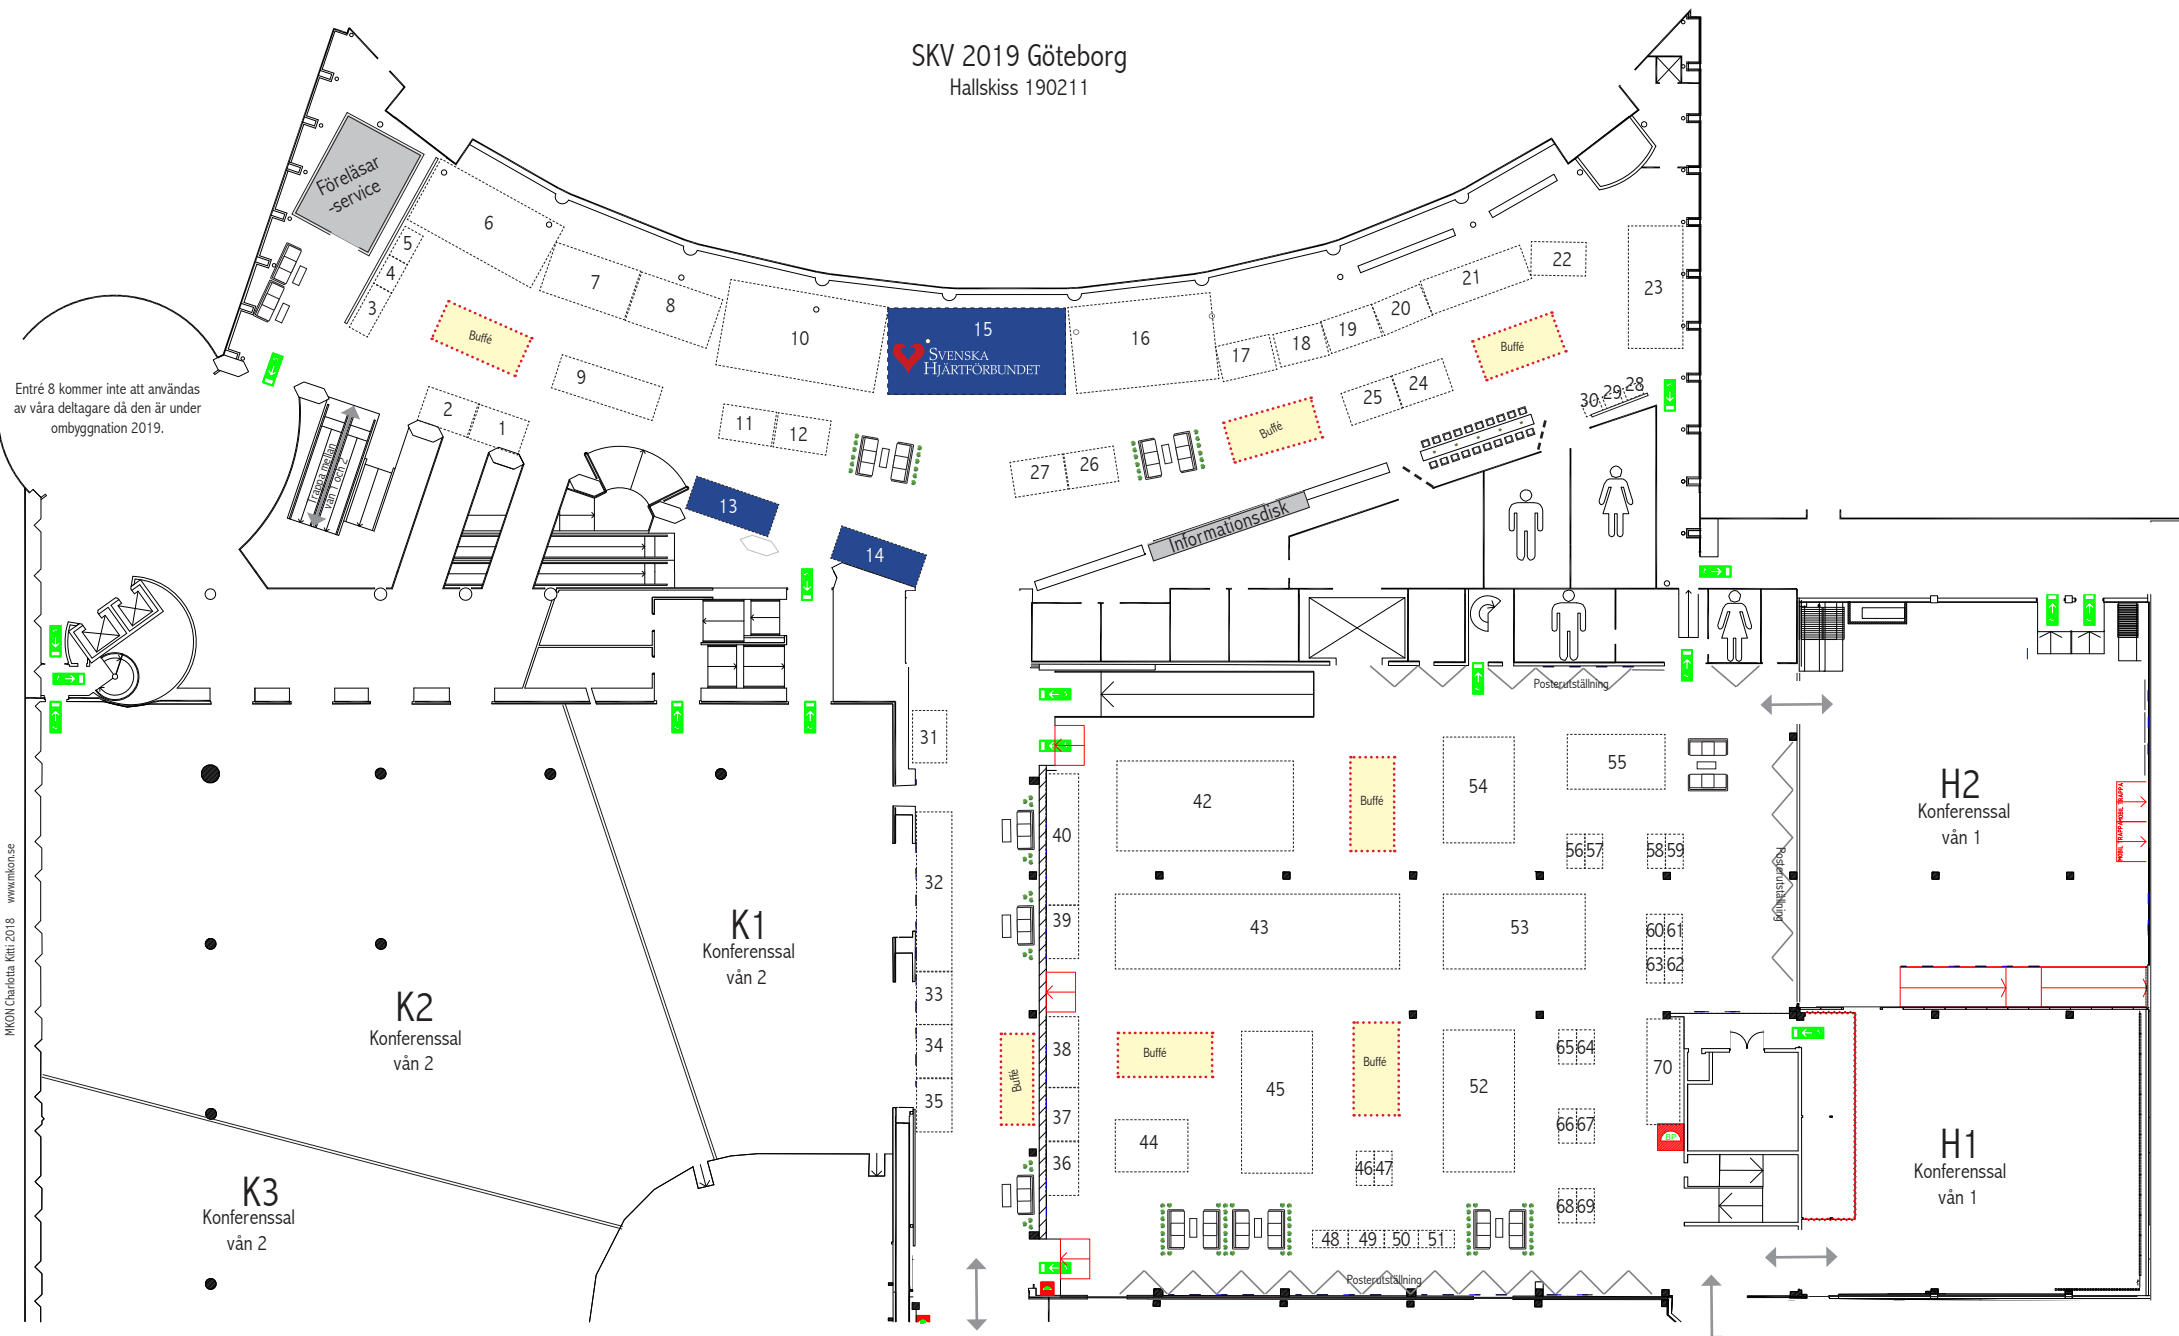 SKV 2019 Göteborg
Hallskiss 190211
Föreläsar
-service
6
5
4
3
7
8
10
15
SVENSKA
HJÄRTFÖRBUNDET
16
17
18
19
20
21
22
23
Buffé
9
2
1
11
12
13
14
27
26
Buffé
25
24
Buffé
30
29
28
Entré 8 kommer inte att användas
av våra deltagare då den är under
ombyggnation 2019.
Trappa mellan
vån 1 och 2
Informationsdisk
Posterutställning
31
32
33
34
35
40
39
38
37
36
Buffé
42
Buffé
54
55
56
57
58
59
43
53
60
61
63
62
Buffé
45
Buffé
52
65
64
70
44
46
47
66
67
68
69
48
49
50
51
BP
Posterutställning
Posterutställning
K1
Konferenssal
vån 2
K2
Konferenssal
vån 2
K3
Konferenssal
vån 2
H2
Konferenssal
vån 1
H1
Konferenssal
vån 1
MOBIL TRAPPA
MOBIL TRAPPA
MKON Charlotta Kitti 2018 www.mkon.se